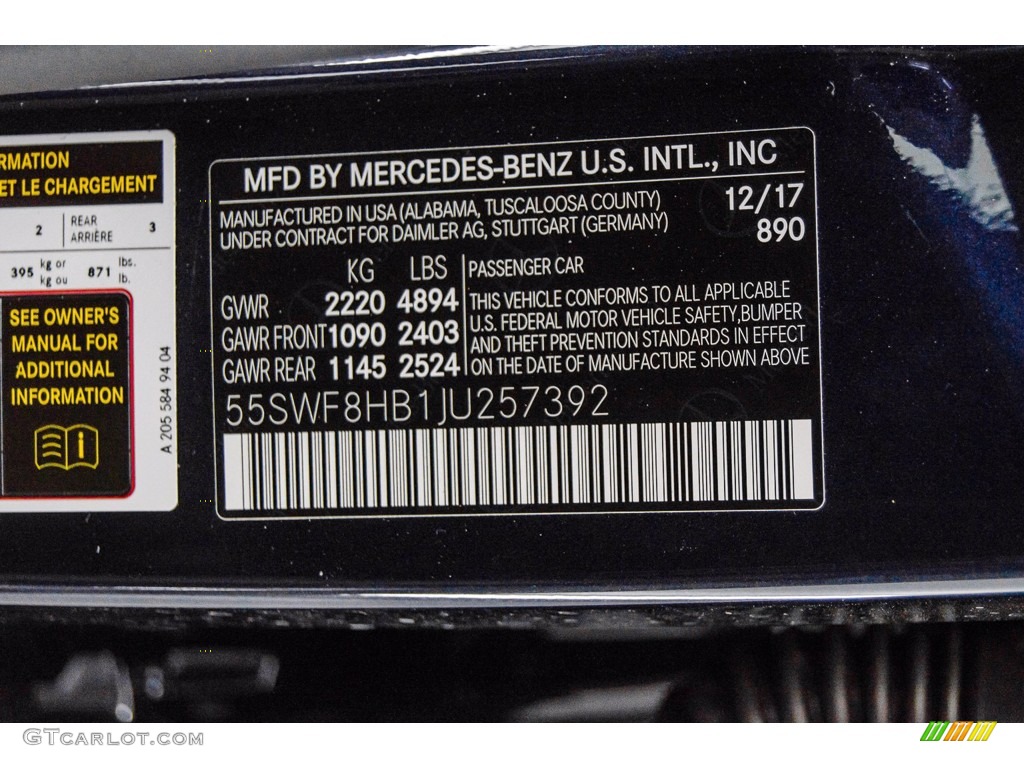 RMATION
ET LE CHARGEMENT
2 REAR ARRIÈRE 3
395 kg or kg ou 871 lbs. lb.
SEE OWNER'S
MANUAL FOR
ADDITIONAL
INFORMATION
i
A 205 584 94 04
MFD BY MERCEDES-BENZ U.S. INTL., INC
MANUFACTURED IN USA (ALABAMA, TUSCALOOSA COUNTY) 12/17
UNDER CONTRACT FOR DAIMLER AG, STUTTGART (GERMANY) 890
KG LBS PASSENGER CAR
GVWR 2220 4894
GAWR FRONT 1090 2403
GAWR REAR 1145 2524
THIS VEHICLE CONFORMS TO ALL APPLICABLE
U.S. FEDERAL MOTOR VEHICLE SAFETY,BUMPER
AND THEFT PREVENTION STANDARDS IN EFFECT
ON THE DATE OF MANUFACTURE SHOWN ABOVE
55SWF8HB1JU257392
GTcarlot.com